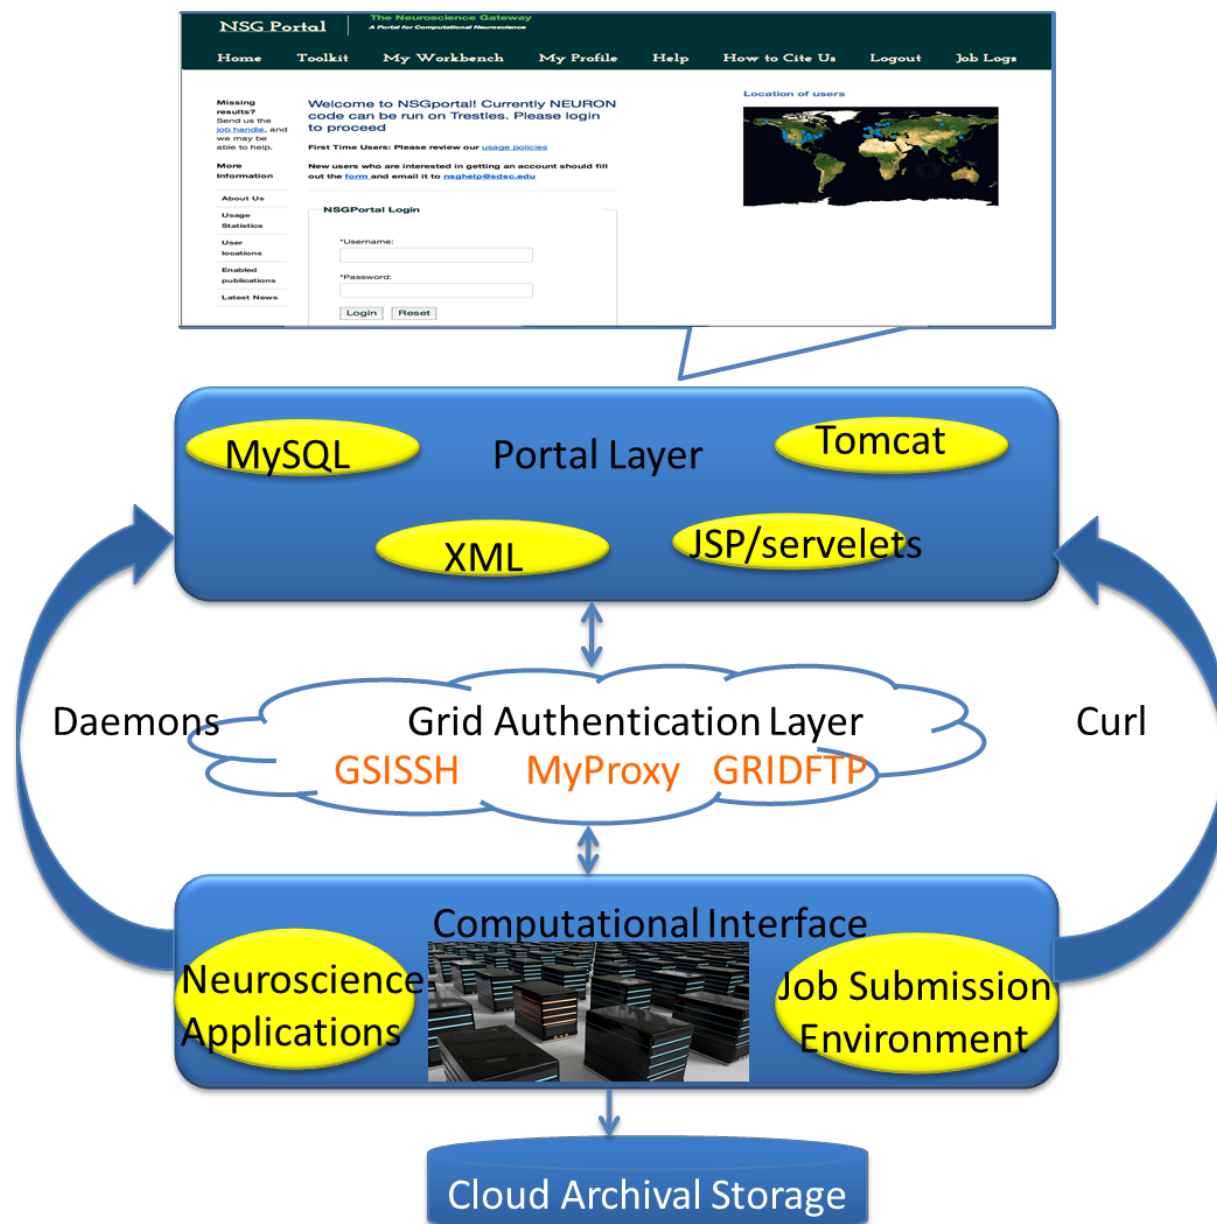 NSG Portal
The Neuroscience Gateway
A Portal for Computational Neuroscience
Home Toolkit My Workbench My Profile Help How to Cite Us Logout Job Logs
Missing
results?
Send us the
job handle, and
we may be
able to help.
More
Information
About Us
Usage
Statistics
User
locations
Enabled
publications
Latest News
Welcome to NSGportal! Currently NEURON
code can be run on Trestles. Please login
to proceed
First Time Users: Please review our usage policies
New users who are interested in getting an account should fill
out the form and email it to nsghelp@sdsc.edu
NSGPortal Login
*Username:
*Password:
Login Reset
Location of users
MySQL
Portal Layer
Tomcat
XML
JSP/servelets
Daemons
Grid Authentication Layer
Curl
GSISSH MyProxy GRIDFTP
Computational Interface
Neuroscience
Applications
Job Submission
Environment
Cloud Archival Storage